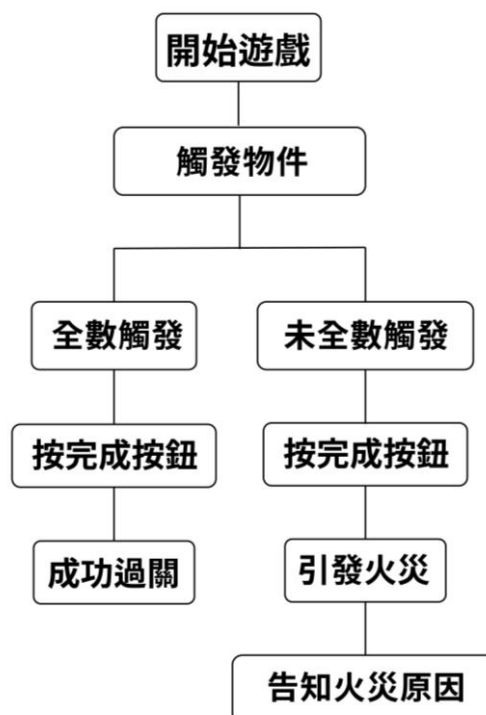 開始遊戲
觸發物件
全數觸發
未全數觸發
按完成按鈕
按完成按鈕
成功過關
引發火災
告知火災原因